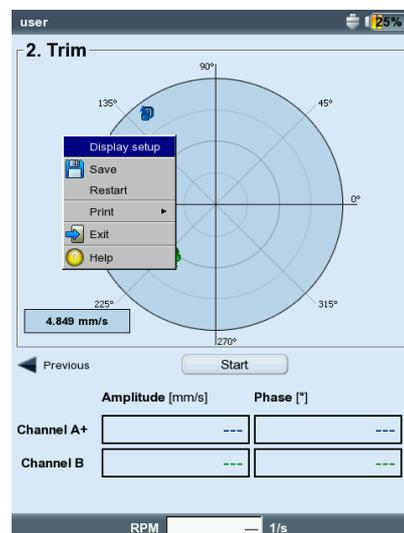 user
25%
2. Trim
90°
135°
45°
Display setup
Save
Restart
Print
Exit
Help
0°
225°
315°
4.849 mm/s
270°
Previous
Start
Amplitude [mm/s]
Phase [°]
Channel A+
---
---
Channel B
---
---
RPM
—
1/s